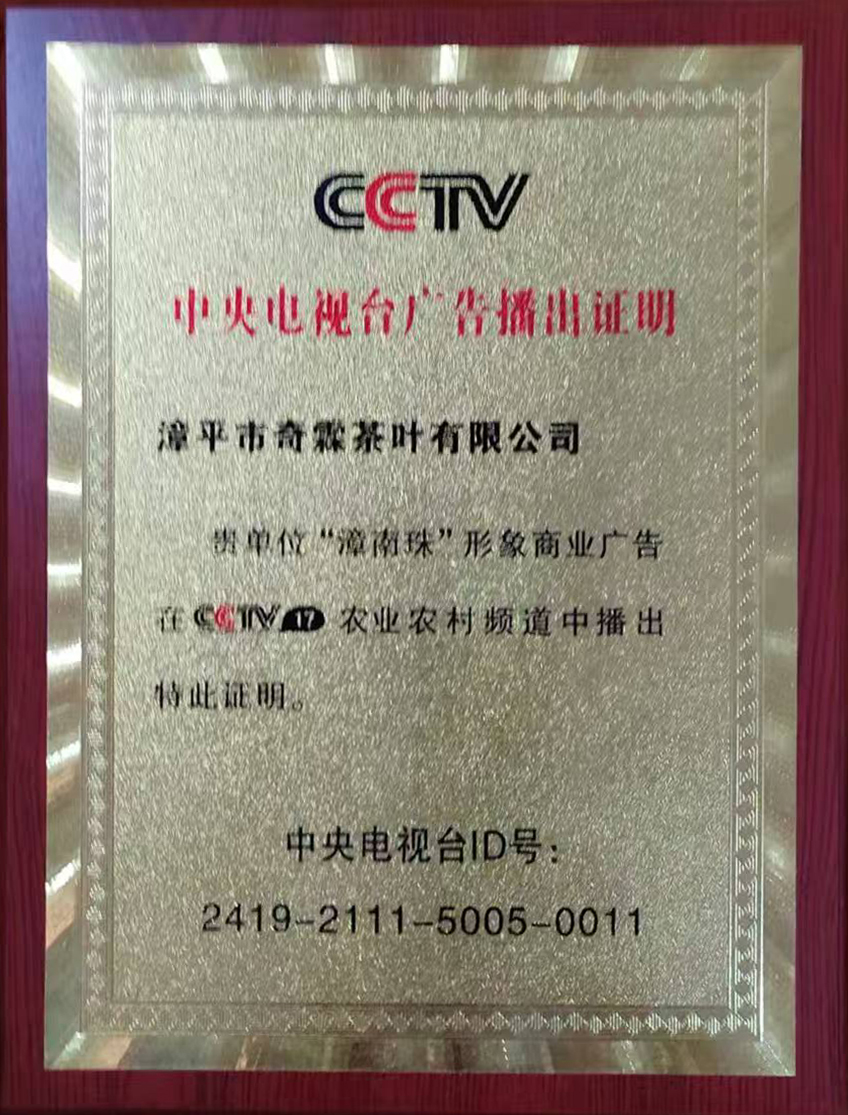 CCTV
中央电视台广告播出证明
漳平市奇霖茶叶有限公司
贵单位“漳南珠”形象商业广告
在CCTV 17 农业农村频道中播出
特此证明。
中央电视台ID号：
2419-2111-5005-0011